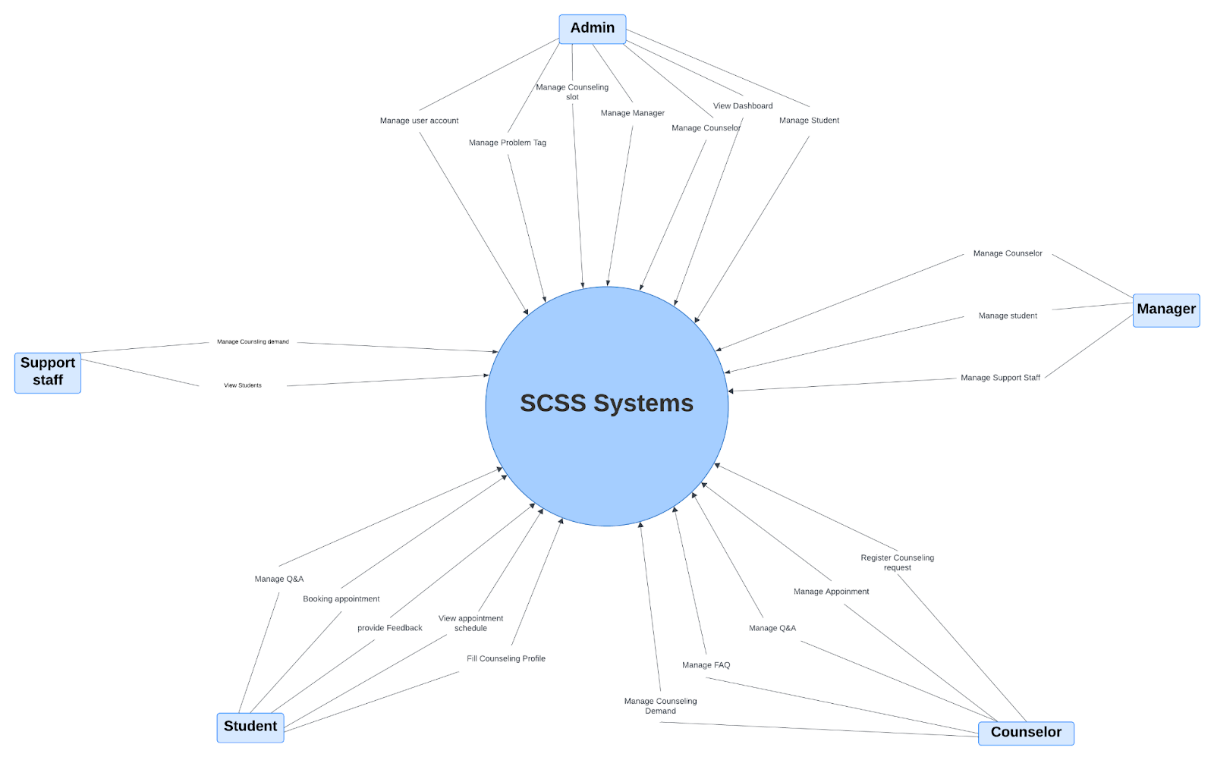 Admin
Manage Counseling
slot
View Dashboard
Manage Manager
Manage user account
Manage Student
Manage Counselor
Manage Problem Tag
Manage Counselor
Manager
Manage student
Manage Counsling demand
Support
staff
Manage Support Staff
View Students
SCSS Systems
Register Counseling
request
Manage Q&A
Manage Appoinment
Booking appointment
View appointment
schedule
provide Feedback
Manage Q&A
Fill Counseling Profile
Manage FAQ
Manage Counseling
Demand
Student
Counselor